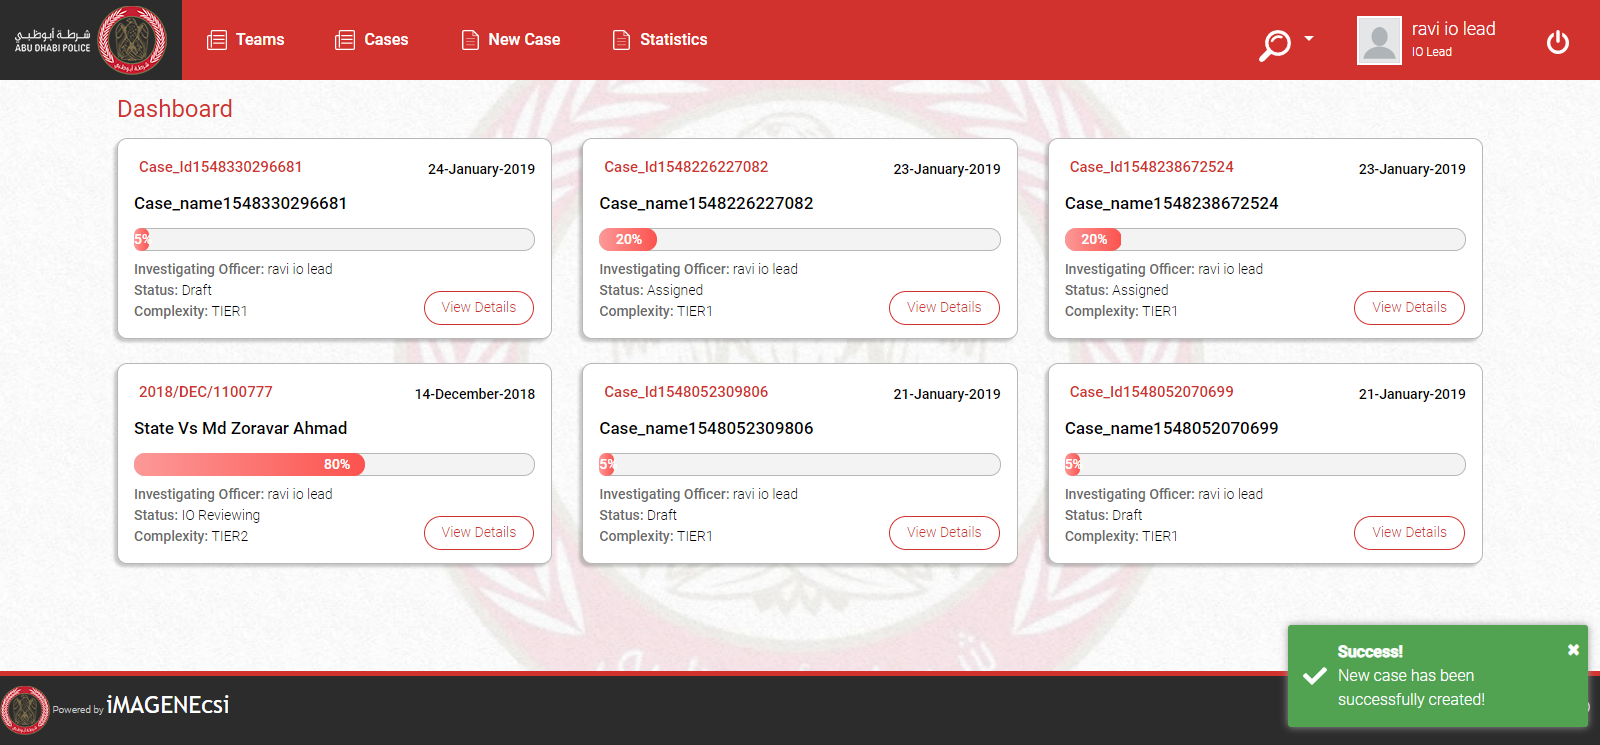 شرطة أبوظبي
ABU DHABI POLICE
Teams
Cases
New Case
Statistics
ravi io lead
IO Lead
Dashboard
Case_Id1548330296681
24-January-2019
Case_name1548330296681
5%
Investigating Officer: ravi io lead
Status: Draft
Complexity: TIER1
View Details
Case_Id1548226227082
23-January-2019
Case_name1548226227082
20%
Investigating Officer: ravi io lead
Status: Assigned
Complexity: TIER1
View Details
Case_Id1548238672524
23-January-2019
Case_name1548238672524
20%
Investigating Officer: ravi io lead
Status: Assigned
Complexity: TIER1
View Details
2018/DEC/1100777
14-December-2018
State Vs Md Zoravar Ahmad
80%
Investigating Officer: ravi io lead
Status: IO Reviewing
Complexity: TIER2
View Details
Case_Id1548052309806
21-January-2019
Case_name1548052309806
5%
Investigating Officer: ravi io lead
Status: Draft
Complexity: TIER1
View Details
Case_Id1548052070699
21-January-2019
Case_name1548052070699
5%
Investigating Officer: ravi io lead
Status: Draft
Complexity: TIER1
View Details
Success!
New case has been
successfully created!
Powered by iMAGENEcsi